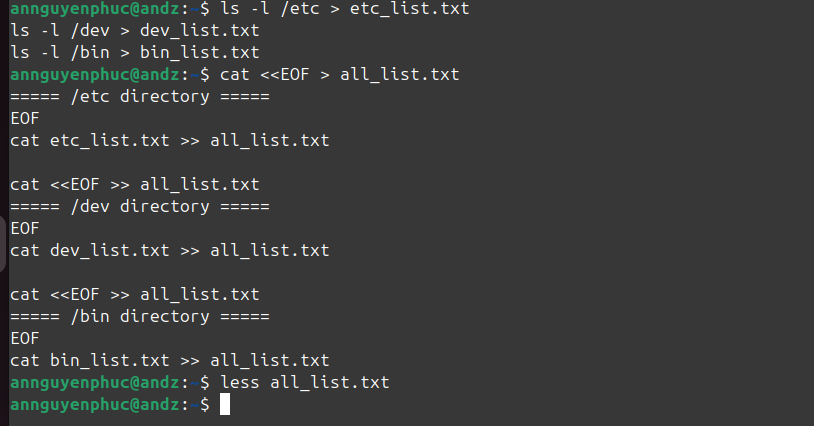 annguyenphuc@andz:~$ ls -l /etc > etc_list.txt
ls -l /dev > dev_list.txt
ls -l /bin > bin_list.txt
annguyenphuc@andz:~$ cat <<EOF > all_list.txt
===== /etc directory =====
EOF
cat etc_list.txt >> all_list.txt

cat <<EOF >> all_list.txt
===== /dev directory =====
EOF
cat dev_list.txt >> all_list.txt

cat <<EOF >> all_list.txt
===== /bin directory =====
EOF
cat bin_list.txt >> all_list.txt
annguyenphuc@andz:~$ less all_list.txt
annguyenphuc@andz:~$